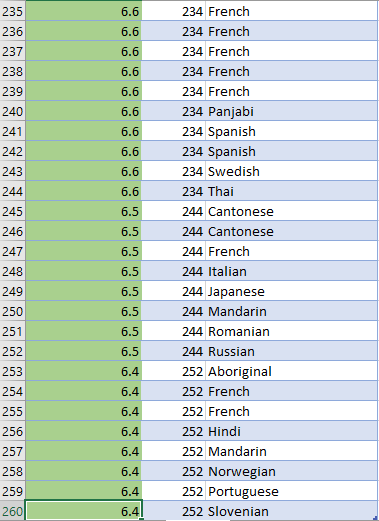 235 6.6 234 French
236 6.6 234 French
237 6.6 234 French
238 6.6 234 French
239 6.6 234 French
240 6.6 234 Panjabi
241 6.6 234 Spanish
242 6.6 234 Spanish
243 6.6 234 Swedish
244 6.6 234 Thai
245 6.5 244 Cantonese
246 6.5 244 Cantonese
247 6.5 244 French
248 6.5 244 Italian
249 6.5 244 Japanese
250 6.5 244 Mandarin
251 6.5 244 Romanian
252 6.5 244 Russian
253 6.4 252 Aboriginal
254 6.4 252 French
255 6.4 252 French
256 6.4 252 Hindi
257 6.4 252 Mandarin
258 6.4 252 Norwegian
259 6.4 252 Portuguese
260 6.4 252 Slovenian